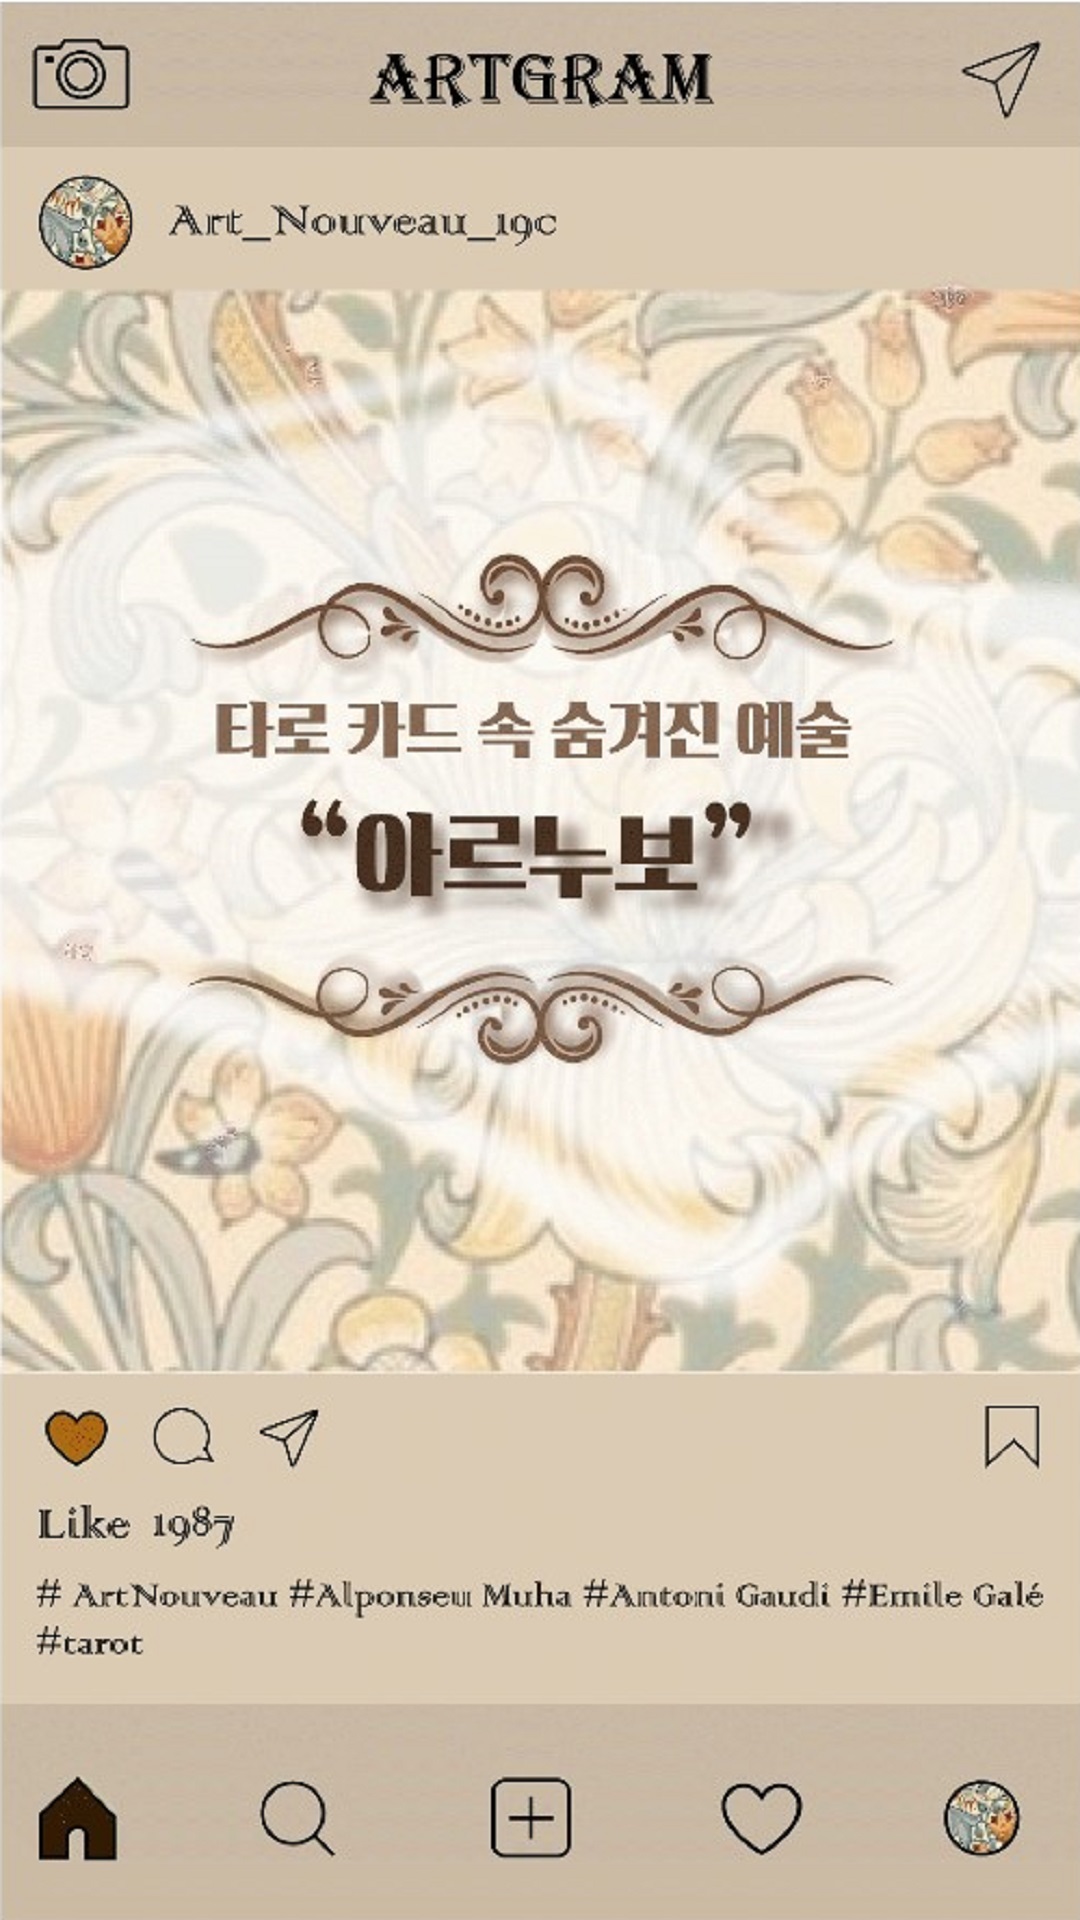 ARTGRAM
Art_Nouveau_19c
타로 카드 속 숨겨진 예술
“아르누보”
Like 1987
# ArtNouveau #Alponseu Muha #Antoni Gaudi #Emile Galé
#tarot